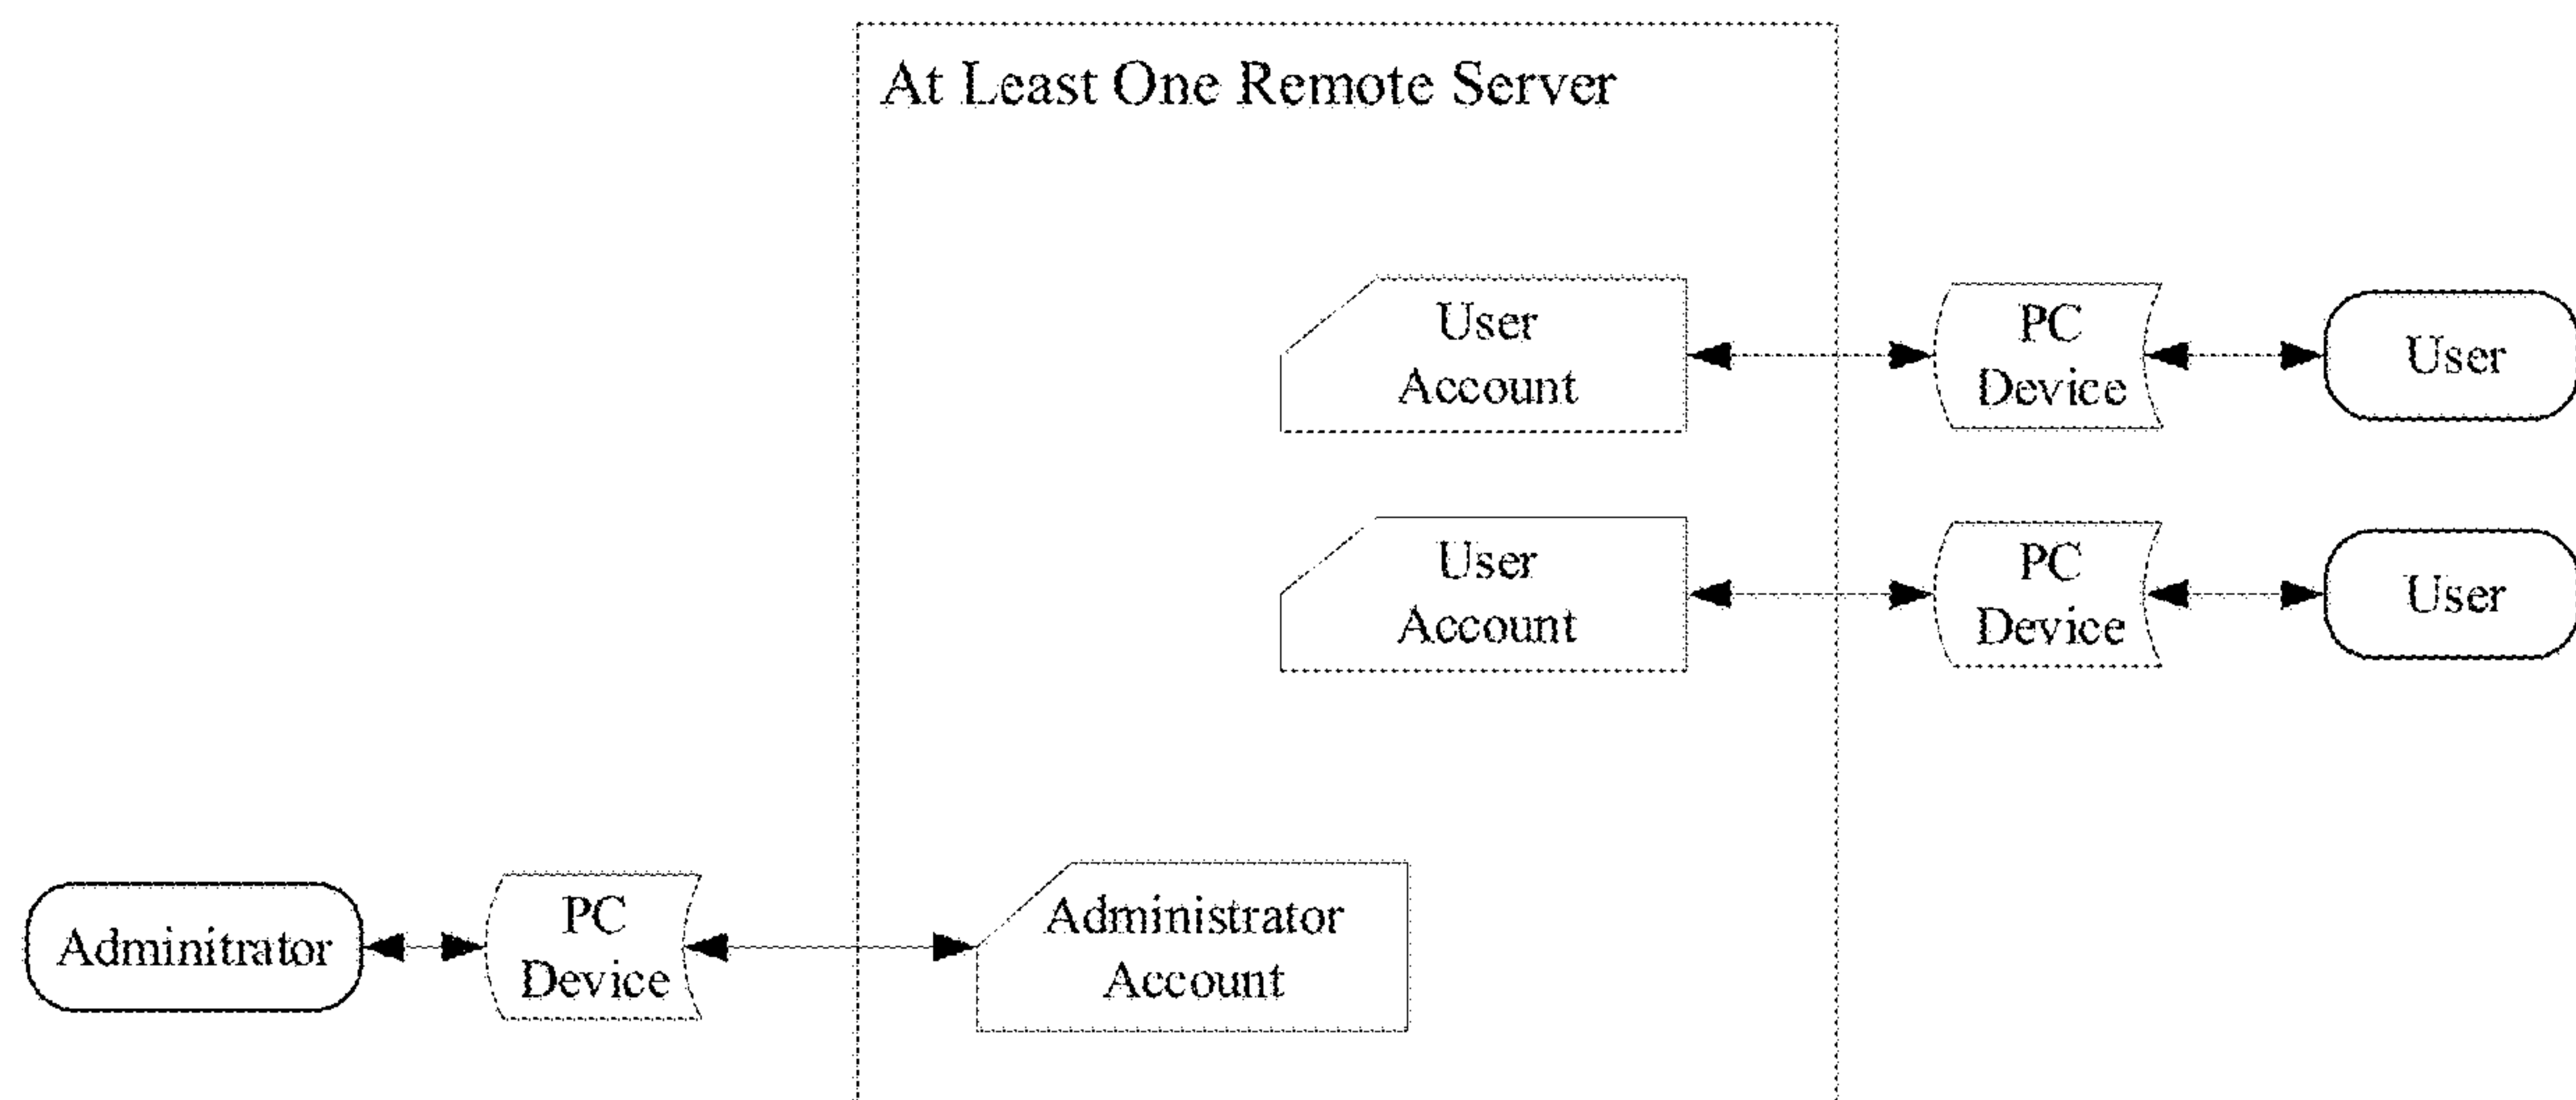 At Least One Remote Server
User
Account
PC
Device
User
User
Account
PC
Device
User
Adminitrator
PC
Device
Administrator
Account